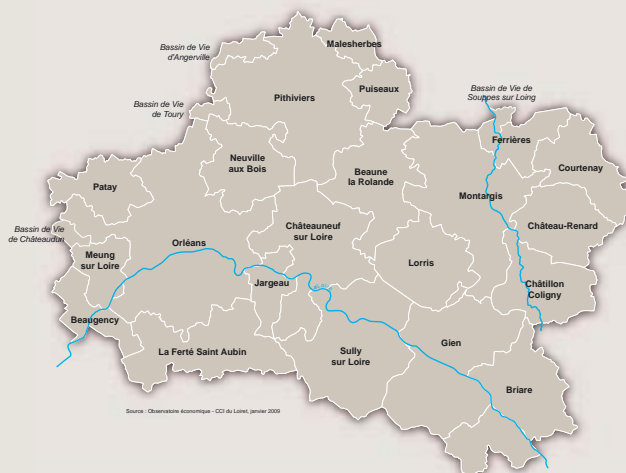 Malesherbes
Bassin de Vie
d'Angerville
Puiseaux
Bassin de Vie de
Souppes sur Loing
Pithiviers
Bassin de Vie
de Toury
Ferrières
Neuville
aux Bois
Courtenay
Beaune
la Rolande
Patay
Montargis
Château-Renard
Châteauneuf
sur Loire
Bassin de Vie
de Châteaudun
Orléans
Meung
sur Loire
Lorris
Jargeau
Châtillon
Coligny
Beaugency
Gien
La Ferté Saint Aubin
Sully
sur Loire
Briare
Source : Observatoire économique - CCI du Loiret, janvier 2009